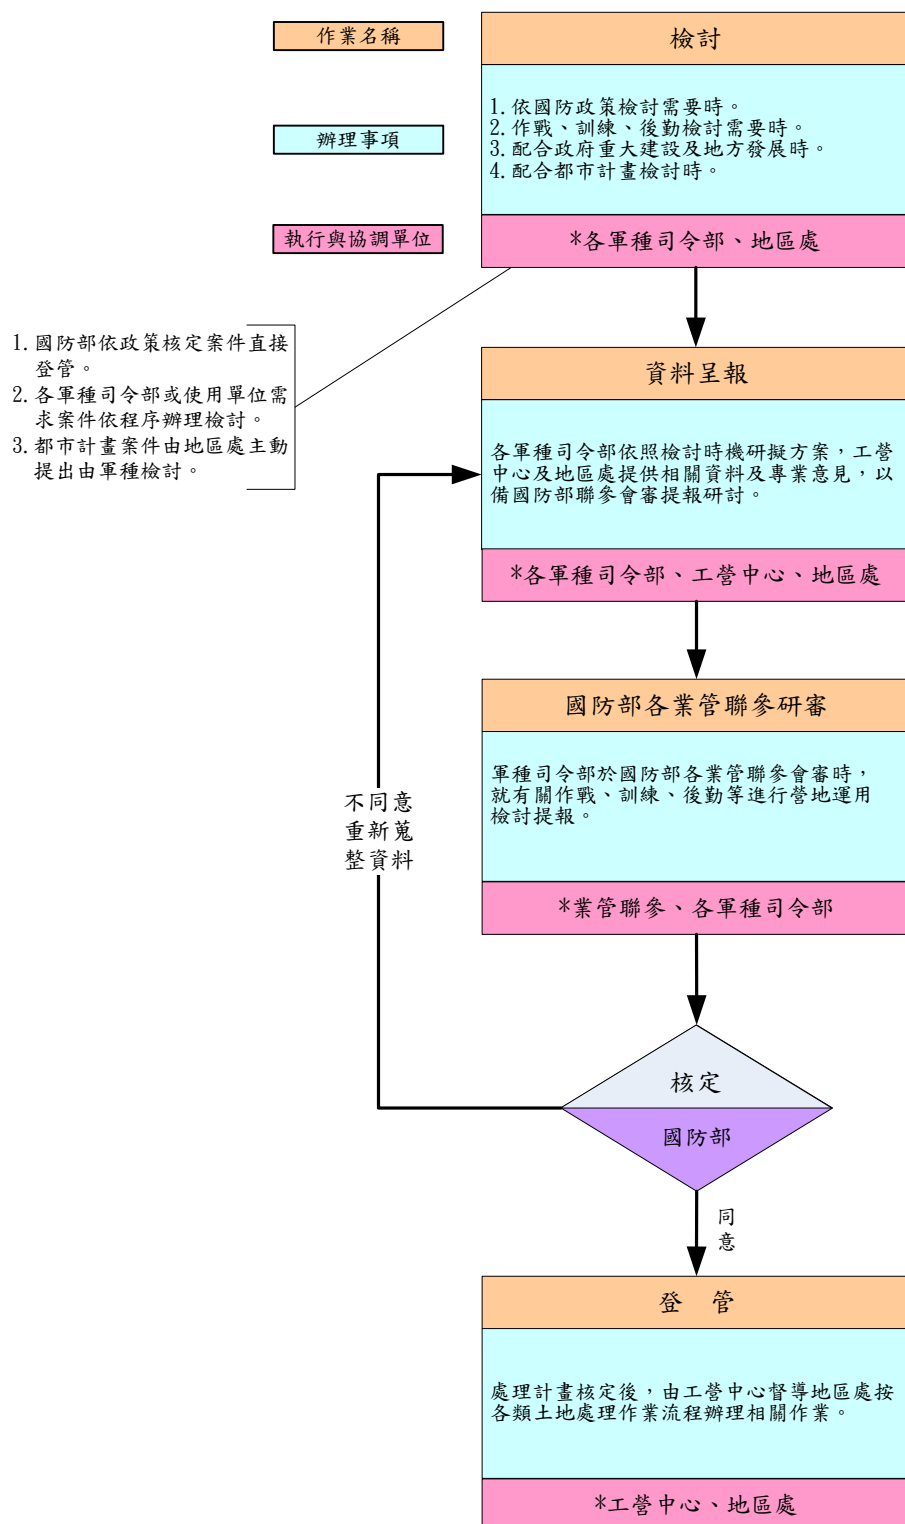 作業名稱
辦理事項
執行與協調單位
檢討
1. 依國防政策檢討需要時。
2. 作戰、訓練、後勤檢討需要時。
3. 配合政府重大建設及地方發展時。
4. 配合都市計畫檢討時。
*各軍種司令部、地區處
1. 國防部依政策核定案件直接
登管。
2. 各軍種司令部或使用單位需
求案件依程序辦理檢討。
3. 都市計畫案件由地區處主動
提出由軍種檢討。
資料呈報
各軍種司令部依照檢討時機研擬方案，工營
中心及地區處提供相關資料及專業意見，以
備國防部聯參會審提報研討。
*各軍種司令部、工營中心、地區處
國防部各業管聯參研審
軍種司令部於國防部各業管聯參會審時，
就有關作戰、訓練、後勤等進行營地運用
檢討提報。
*業管聯參、各軍種司令部
不同意
重新蒐
整資料
核定
國防部
同
意
登　管
處理計畫核定後，由工營中心督導地區處按
各類土地處理作業流程辦理相關作業。
*工營中心、地區處